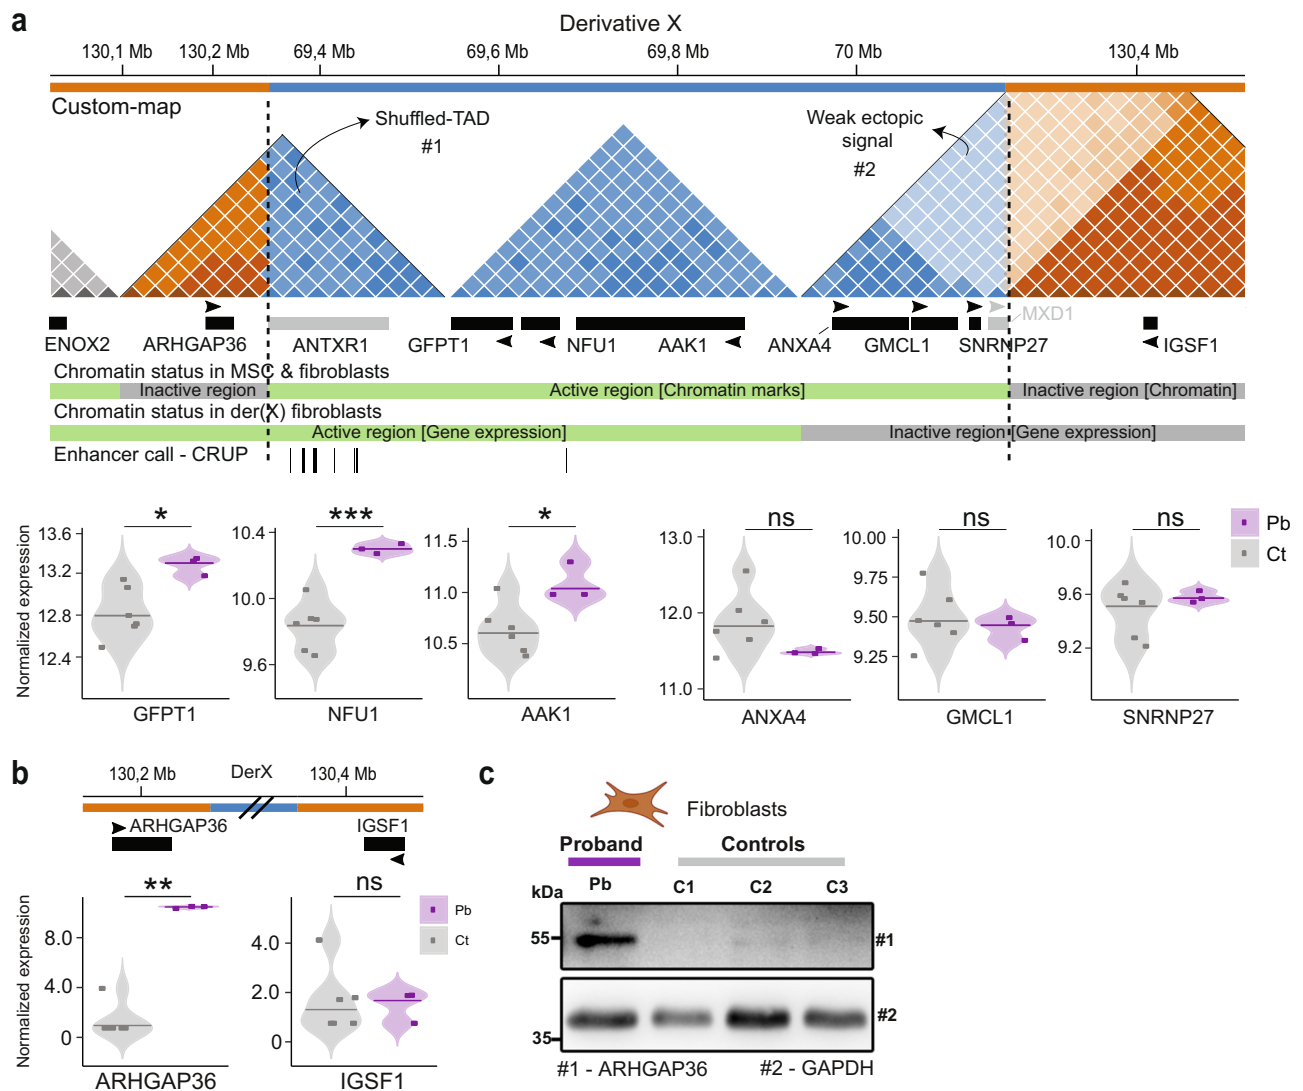 a
Derivative X
130,1 Mb 130,2 Mb 69,4 Mb 69,6 Mb 69,8 Mb 70 Mb 130,4 Mb
Custom-map
Shuffled-TAD
#1
Weak ectopic
signal
#2
MXD1
ENOX2 ARHGAP36 ANTXR1 GFPT1 NFU1 AAK1 ANXA4 GMCL1 SNRNP27 IGSF1
Chromatin status in MSC & fibroblasts
Inactive region Active region [Chromatin marks] Inactive region [Chromatin]
Chromatin status in der(X) fibroblasts
Active region [Gene expression] Inactive region [Gene expression]
Enhancer call - CRUP
Normalized expression
13.6
13.2
12.8
12.4
*
GFPT1
10.4
10.0
9.6
***
NFU1
11.5
11.0
10.5
*
AAK1
13.0
12.0
11.0
ns
ANXA4
10.00
9.75
9.50
9.25
ns
GMCL1
10.0
9.6
9.2
ns
SNRNP27
Pb
Ct
b
130,2 Mb DerX 130,4 Mb
ARHGAP36 IGSF1
Normalized expression
8.0
4.0
0
**
ARHGAP36
4.0
2.0
0
ns
IGSF1
Pb
Ct
c
Fibroblasts
Proband Controls
kDa Pb C1 C2 C3
55 #1
35 #2
#1 - ARHGAP36 #2 - GAPDH